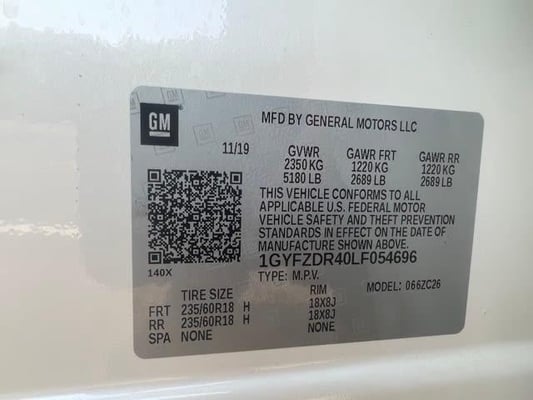 GM
MFD BY GENERAL MOTORS LLC
11/19 GVWR GAWR FRT GAWR RR
2350 KG 1220 KG 1220 KG
5180 LB 2689 LB 2689 LB
THIS VEHICLE CONFORMS TO ALL
APPLICABLE U.S. FEDERAL MOTOR
VEHICLE SAFETY AND THEFT PREVENTION
STANDARDS IN EFFECT ON THE DATE OF
MANUFACTURE SHOWN ABOVE.
1GYFZDR40LF054696
140X TYPE: M.P.V. MODEL: 066ZC26
TIRE SIZE RIM
FRT 235/60R18 H 18X8J
RR 235/60R18 H 18X8J
SPA NONE NONE